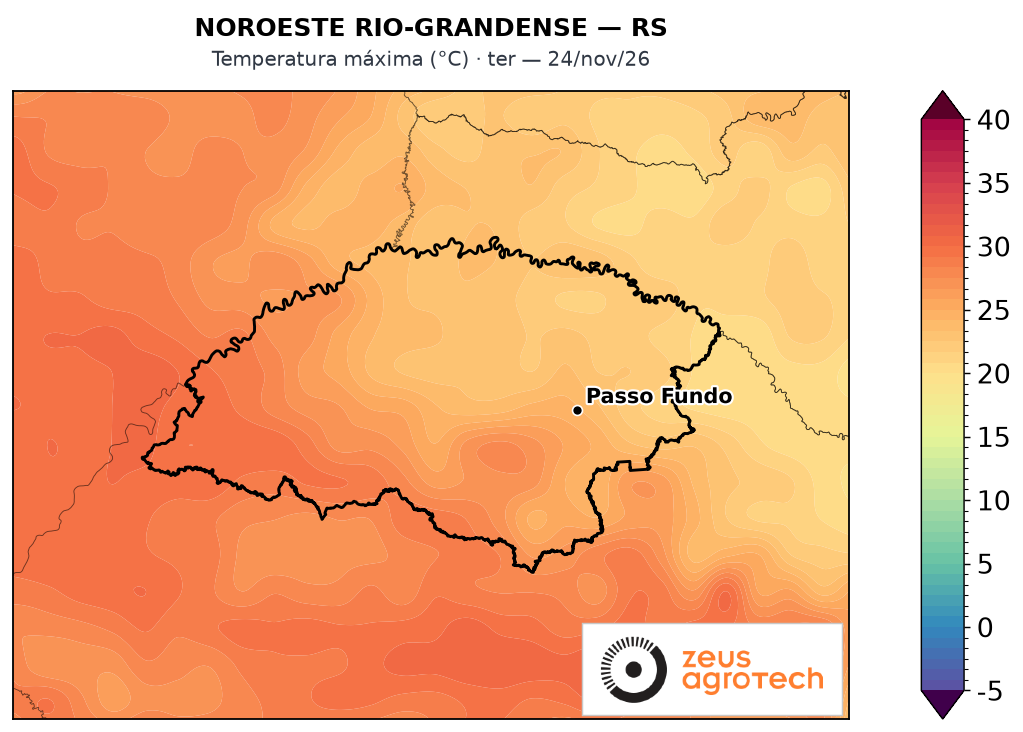 NOROESTE RIO-GRANDENSE — RS
Temperatura máxima (°C) · ter — 24/nov/26
40
35
30
25
20
15
10
5
0
-5
Passo Fundo
zeus
agrotech